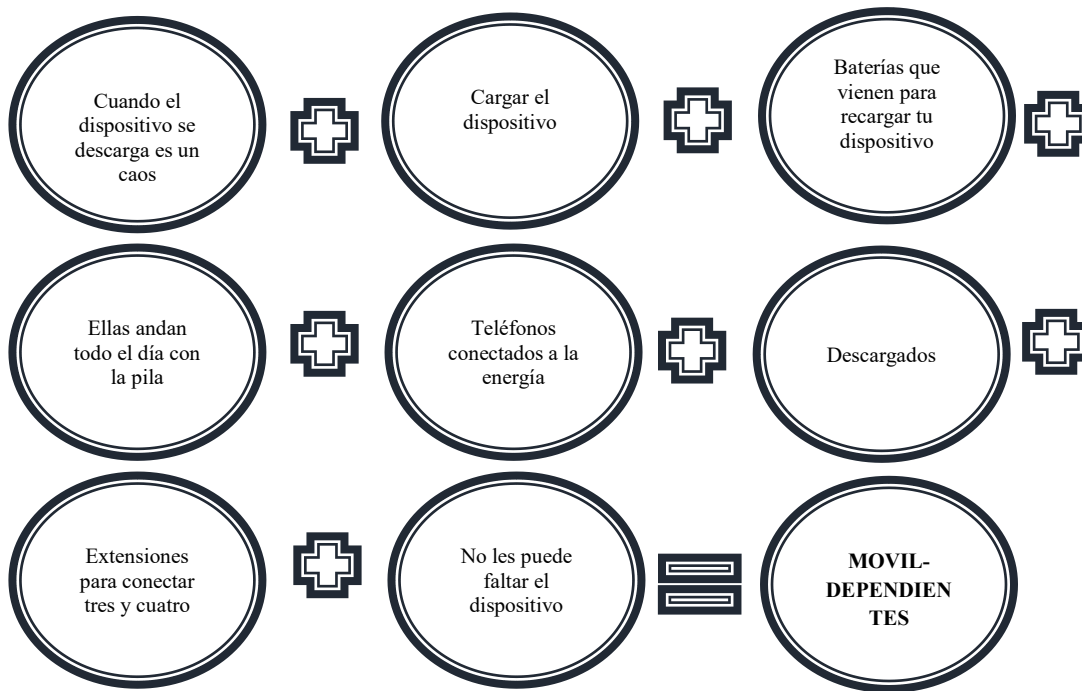 Cuando el
dispositivo se
descarga es un
caos
Cargar el
dispositivo
Baterías que
vienen para
recargar tu
dispositivo
Ellas andan
todo el día con
la pila
Teléfonos
conectados a la
energía
Descargados
Extensiones
para conectar
tres y cuatro
No les puede
faltar el
dispositivo
MOVIL-
DEPENDIEN
TES